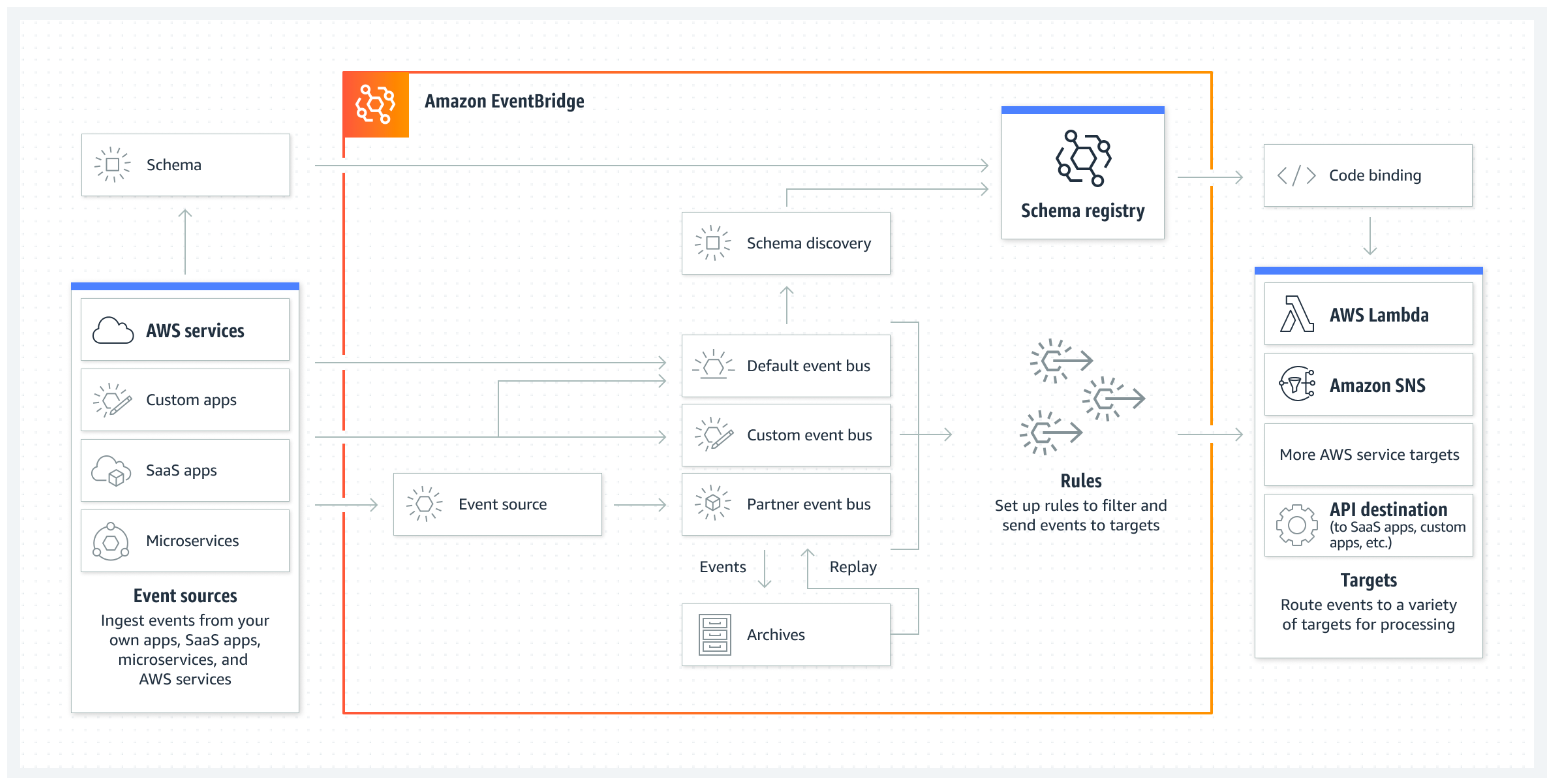 Amazon EventBridge
Schema
Schema registry
Code binding
Schema discovery
AWS services
Custom apps
SaaS apps
Microservices
Event sources
Ingest events from your
own apps, SaaS apps,
microservices, and
AWS services
Event source
Default event bus
Custom event bus
Partner event bus
Events
Replay
Archives
Rules
Set up rules to filter and
send events to targets
AWS Lambda
Amazon SNS
More AWS service targets
API destination
(to SaaS apps, custom
apps, etc.)
Targets
Route events to a variety
of targets for processing